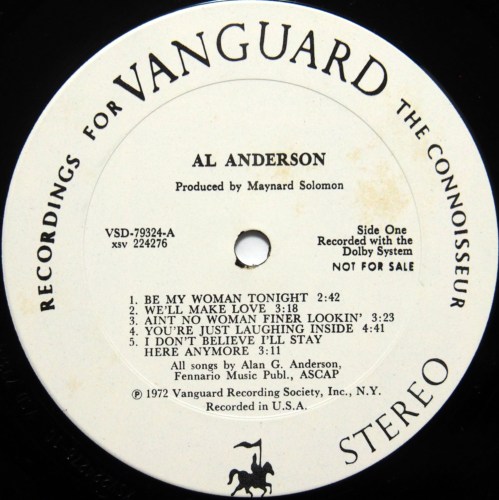 RECORDINGS FOR VANGUARD THE CONNOISSEUR
AL ANDERSON
Produced by Maynard Solomon
VSD-79324-A
xsv 224276
Side One
Recorded with the
Dolby System
NOT FOR SALE
1. BE MY WOMAN TONIGHT 2:42
2. WE'LL MAKE LOVE 3:18
3. AINT NO WOMAN FINER LOOKIN' 3:23
4. YOU'RE JUST LAUGHING INSIDE 4:41
5. I DON'T BELIEVE I'LL STAY
HERE ANYMORE 3:11
All songs by Alan G. Anderson,
Fennario Music Publ., ASCAP
℗ 1972 Vanguard Recording Society, Inc., N.Y.
Recorded in U.S.A.
STEREO